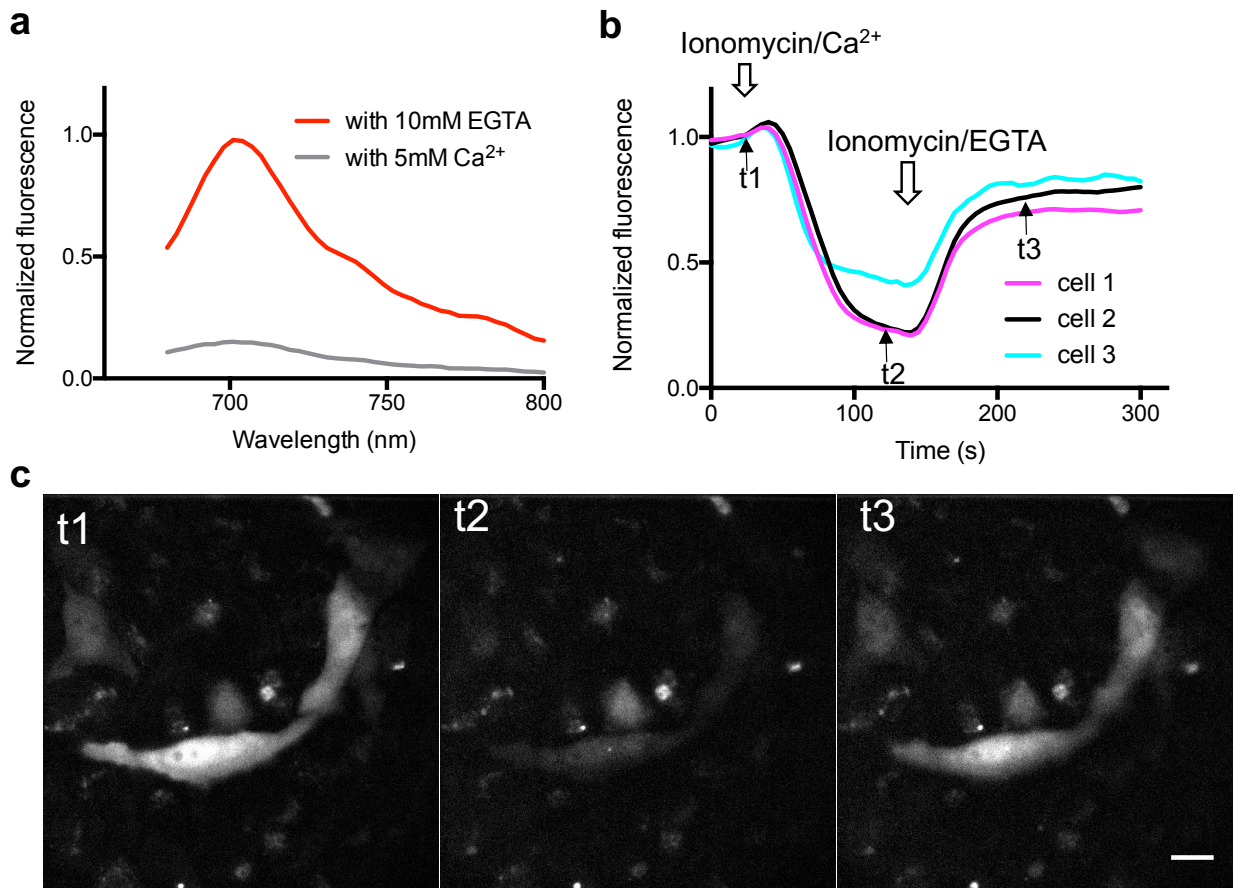 a
Normalized fluorescence
1.0
0.5
0.0
with 10mM EGTA
with 5mM Ca²⁺
700
750
800
Wavelength (nm)
b
Ionomycin/Ca²⁺
Ionomycin/EGTA
Normalized fluorescence
1.0
0.5
0.0
t1
t2
t3
cell 1
cell 2
cell 3
0
100
200
300
Time (s)
c
t1
t2
t3